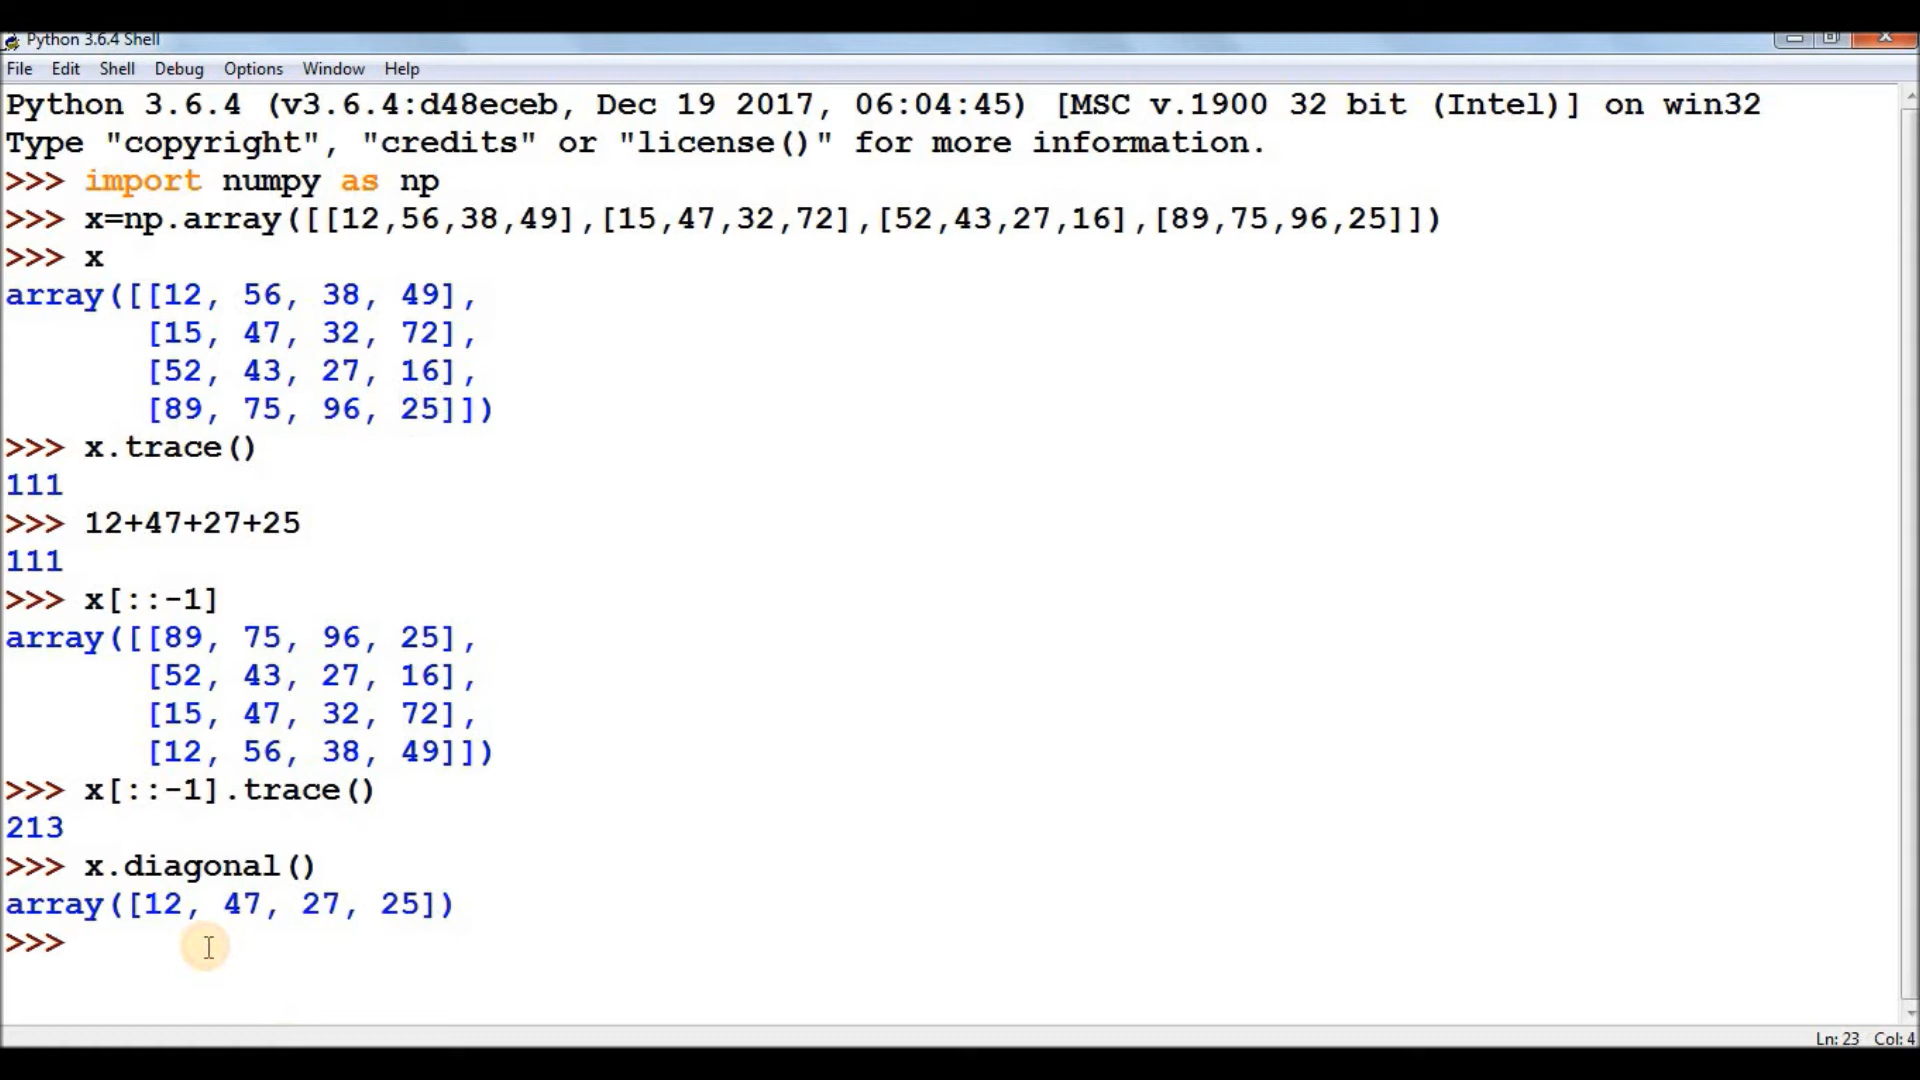 Python 3.6.4 Shell
File Edit Shell Debug Options Window Help
Python 3.6.4 (v3.6.4:d48eceb, Dec 19 2017, 06:04:45) [MSC v.1900 32 bit (Intel)] on win32
Type "copyright", "credits" or "license()" for more information.
>>> import numpy as np
>>> x=np.array([[12,56,38,49],[15,47,32,72],[52,43,27,16],[89,75,96,25]])
>>> x
array([[12, 56, 38, 49],
       [15, 47, 32, 72],
       [52, 43, 27, 16],
       [89, 75, 96, 25]])
>>> x.trace()
111
>>> 12+47+27+25
111
>>> x[::-1]
array([[89, 75, 96, 25],
       [52, 43, 27, 16],
       [15, 47, 32, 72],
       [12, 56, 38, 49]])
>>> x[::-1].trace()
213
>>> x.diagonal()
array([12, 47, 27, 25])
>>>
Ln: 23 Col: 4